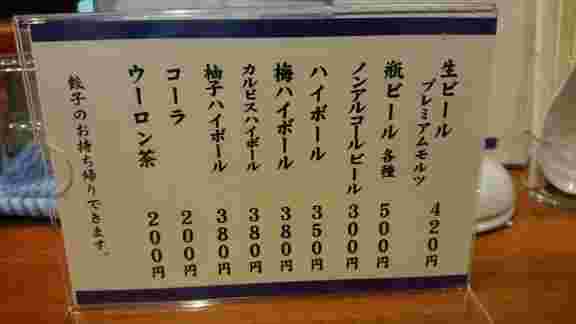 生ビール
プレミアムモルツ 420円
瓶ビール 各種 500円
ノンアルコールビール 300円
ハイボール 350円
梅ハイボール 380円
カルピスハイボール 380円
柚子ハイボール 380円
コーラ 200円
ウーロン茶 200円
餃子のお持ち帰りできます。